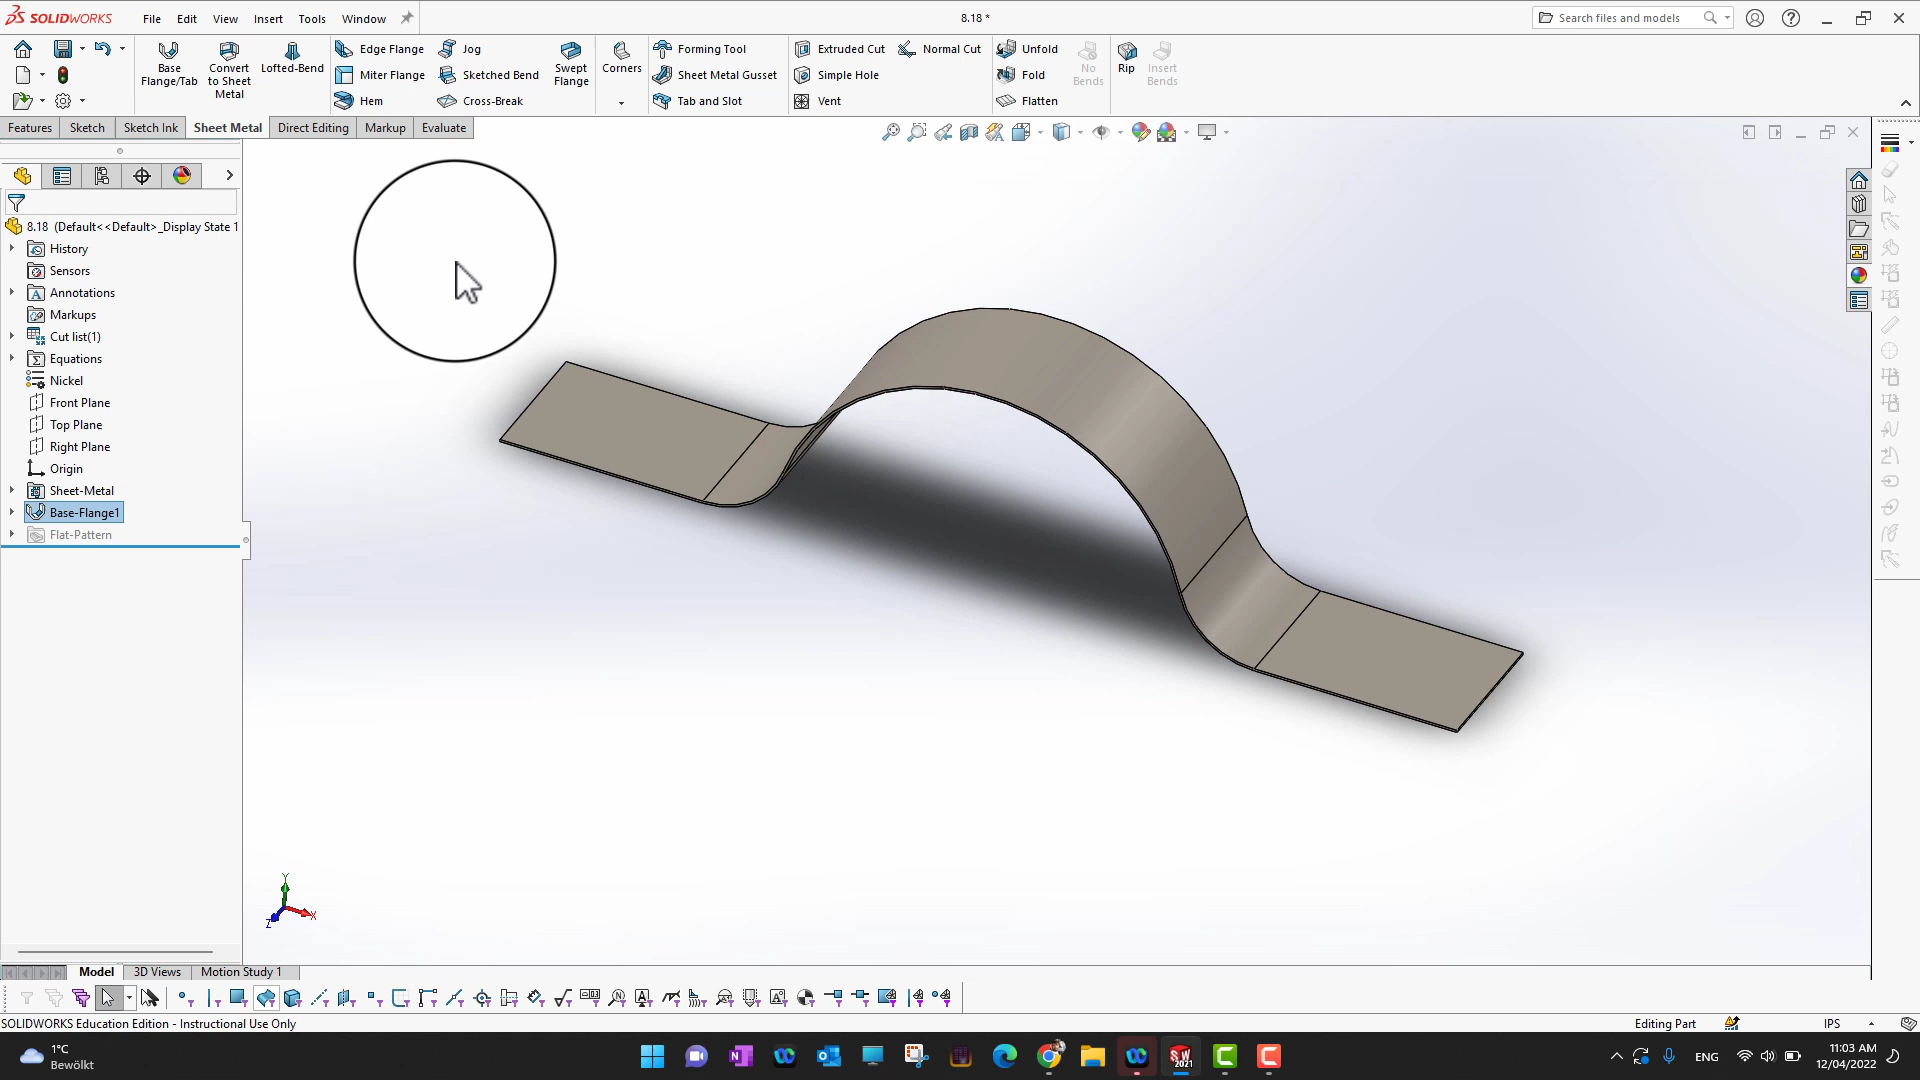 SOLIDWORKS
File Edit View Insert Tools Window
8.18 *
Search files and models
Base Flange/Tab
Convert to Sheet Metal
Lofted-Bend
Edge Flange
Miter Flange
Hem
Jog
Sketched Bend
Cross-Break
Swept Flange
Corners
Forming Tool
Sheet Metal Gusset
Tab and Slot
Extruded Cut
Simple Hole
Vent
Normal Cut
Unfold
Fold
Flatten
No Bends
Rip
Insert Bends
Features Sketch Sketch Ink Sheet Metal Direct Editing Markup Evaluate
8.18 (Default<<Default>_Display State 1
History
Sensors
Annotations
Markups
Cut list(1)
Equations
Nickel
Front Plane
Top Plane
Right Plane
Origin
Sheet-Metal
Base-Flange1
Flat-Pattern
Y
X
Z
Model 3D Views Motion Study 1
SOLIDWORKS Education Edition - Instructional Use Only
Editing Part
IPS
1°C
Bewölkt
SW
2021
ENG
11:03 AM
12/04/2022